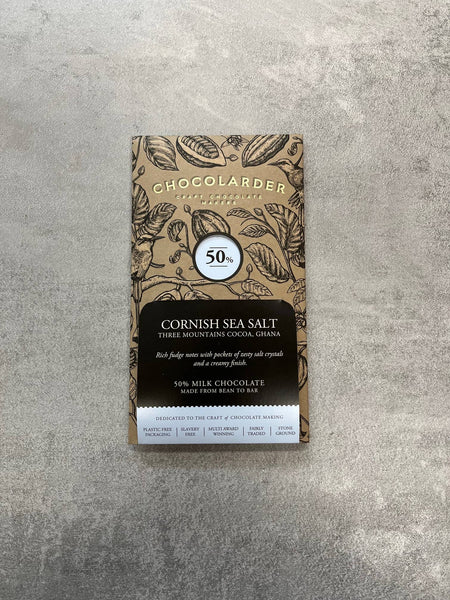 CHOCOLARDER
CRAFT CHOCOLATE
MAKERS
50%
CORNISH SEA SALT
THREE MOUNTAINS COCOA, GHANA
Rich fudge notes with pockets of zesty salt crystals
and a creamy finish.
50% MILK CHOCOLATE
MADE FROM BEAN TO BAR
DEDICATED TO THE CRAFT of CHOCOLATE MAKING
PLASTIC FREE SLAVERY MULTI AWARD FAIRLY STONE
PACKAGING FREE WINNING TRADED GROUND